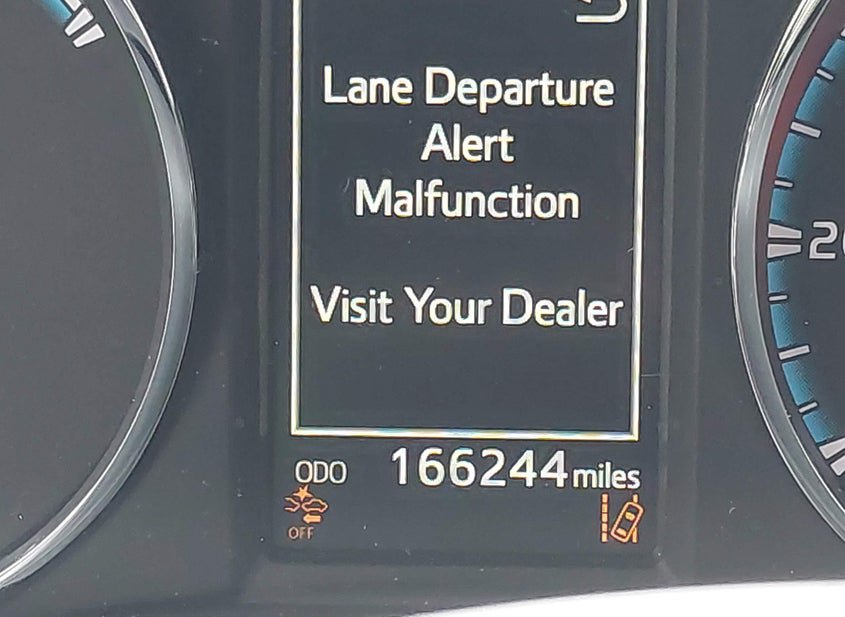 Lane Departure
Alert
Malfunction
Visit Your Dealer
ODO 166244 miles
OFF